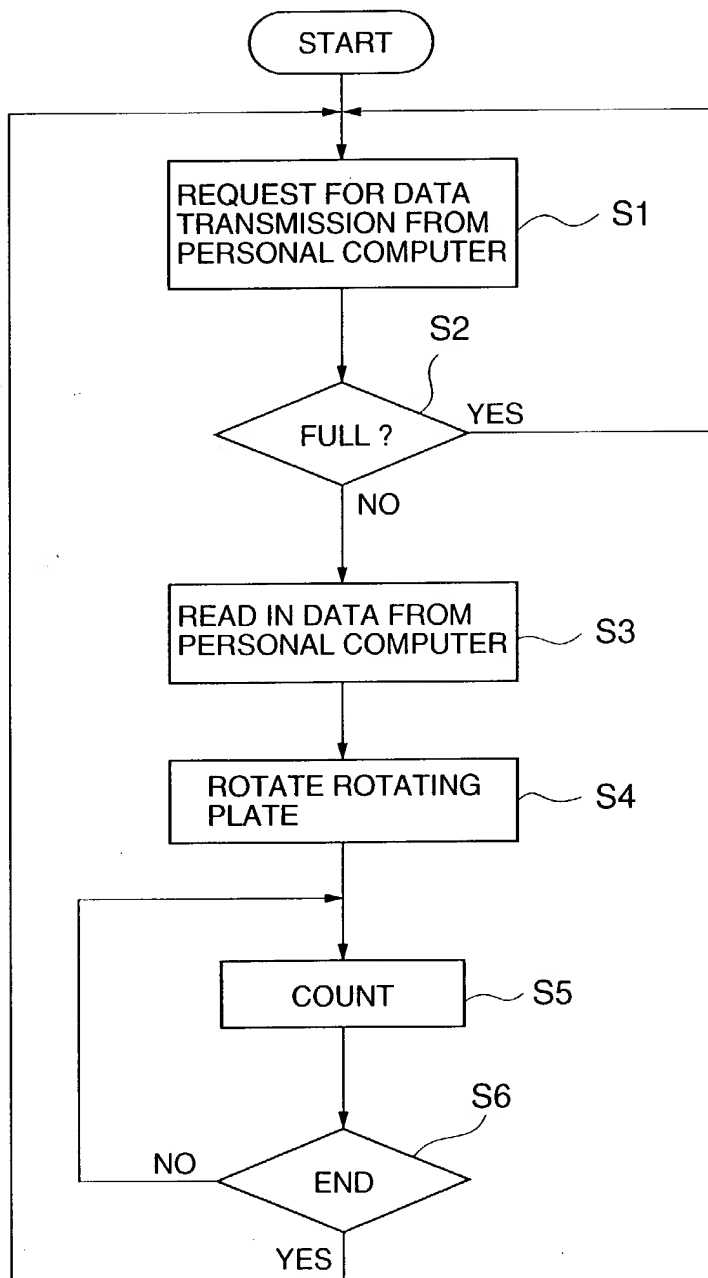 START
REQUEST FOR DATA
TRANSMISSION FROM
PERSONAL COMPUTER
S1
S2
FULL ?
YES
NO
READ IN DATA FROM
PERSONAL COMPUTER
S3
ROTATE ROTATING
PLATE
S4
COUNT
S5
S6
NO
END
YES